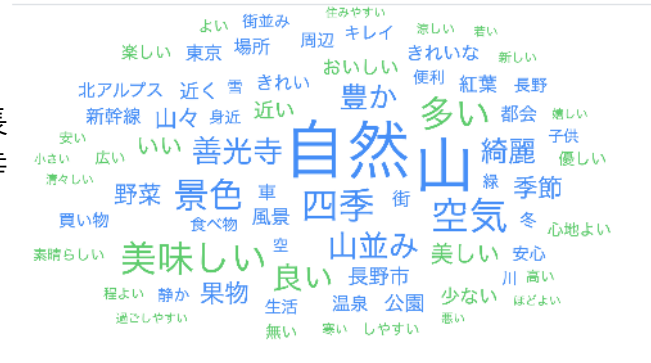 住みやすい
よい 街並み 涼しい 若い
楽しい 東京 場所 周辺 キレイ きれいな 新しい
おいしい 便利
北アルプス 近く 雪 きれい 豊か 紅葉 長野
新幹線 山々 身近 近い 多い 都会 嬉しい
安い いい 善光寺 自然 山 綺麗 子供
小さい 広い 優しい
清々しい 野菜 景色 車 四季 街 緑 季節
買い物 食べ物 風景 空気 冬 心地よい
素晴らしい 美味しい 空 山並み 美しい 安心
良い 長野市 川 高い
程よい 静か 果物 生活 温泉 公園 少ない ほどよい
過ごしやすい 無い 寒い しやすい 悪い